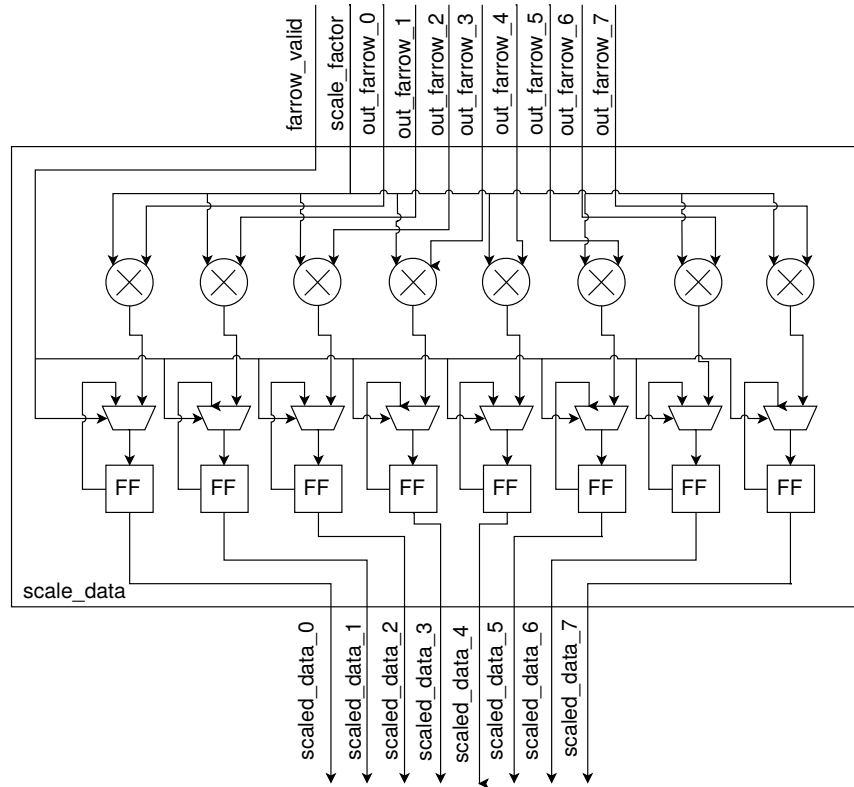 farrow_valid
scale_factor
out_farrow_0
out_farrow_1
out_farrow_2
out_farrow_3
out_farrow_4
out_farrow_5
out_farrow_6
out_farrow_7
FF
FF
FF
FF
FF
FF
FF
FF
scale_data
scaled_data_0
scaled_data_1
scaled_data_2
scaled_data_3
scaled_data_4
scaled_data_5
scaled_data_6
scaled_data_7